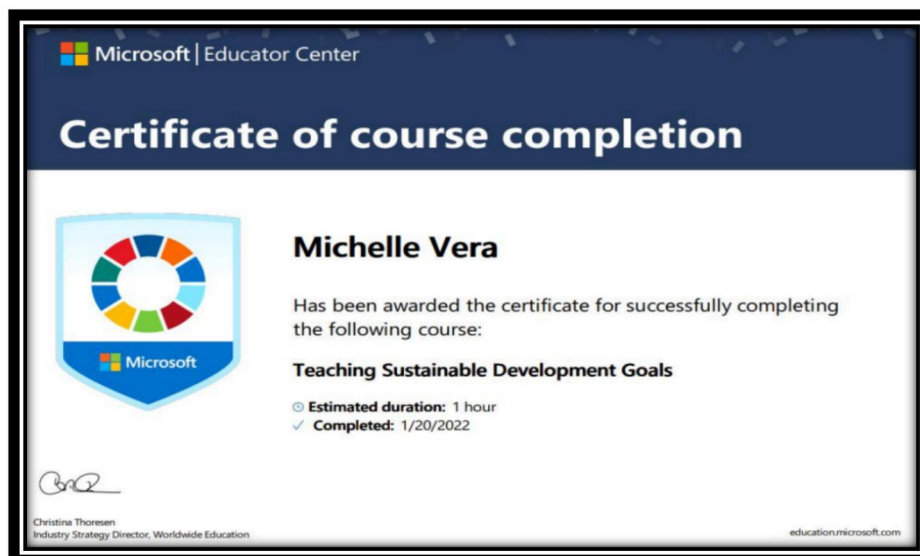 Microsoft | Educator Center
Certificate of course completion
Michelle Vera
Has been awarded the certificate for successfully completing
the following course:
Microsoft
Teaching Sustainable Development Goals
Estimated duration: 1 hour
Completed: 1/20/2022
Christina Thoresen
Industry Strategy Director, Worldwide Education
education.microsoft.com